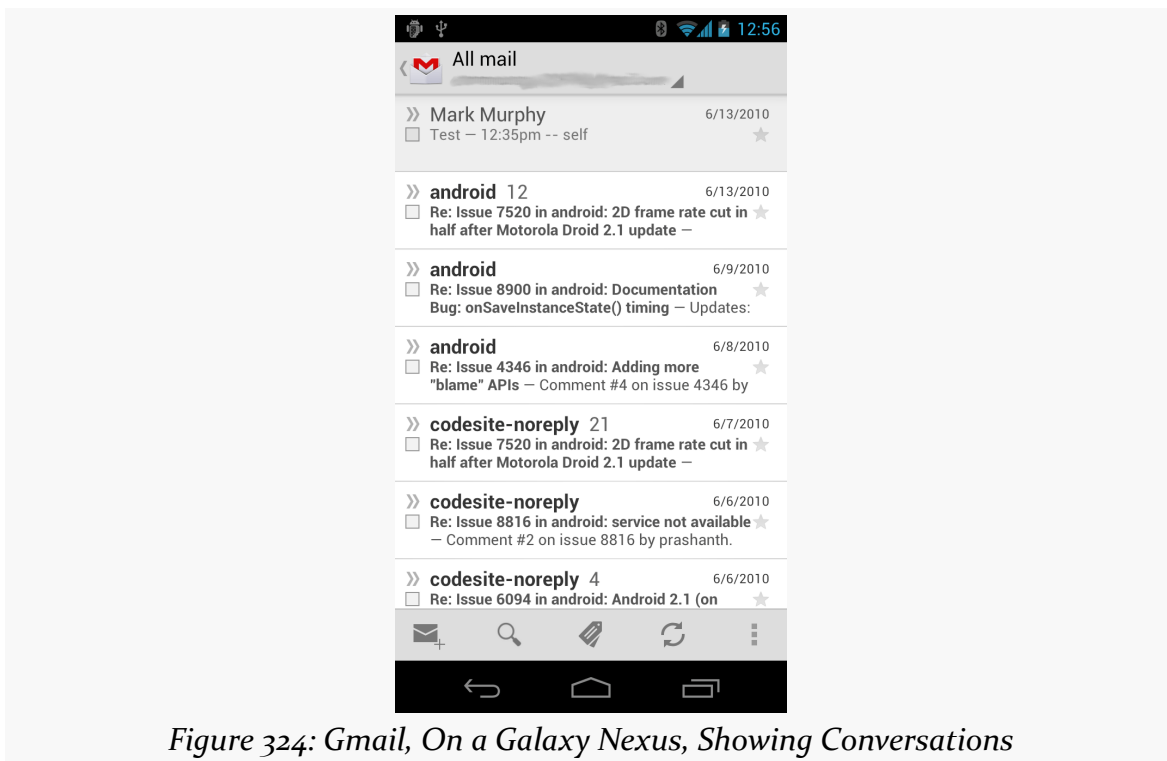 12:56
All mail
Mark Murphy 6/13/2010
Test — 12:35pm -- self
android 12 6/13/2010
Re: Issue 7520 in android: 2D frame rate cut in
half after Motorola Droid 2.1 update —
android 6/9/2010
Re: Issue 8900 in android: Documentation
Bug: onSaveInstanceState() timing — Updates:
android 6/8/2010
Re: Issue 4346 in android: Adding more
"blame" APIs — Comment #4 on issue 4346 by
codesite-noreply 21 6/7/2010
Re: Issue 7520 in android: 2D frame rate cut in
half after Motorola Droid 2.1 update —
codesite-noreply 6/6/2010
Re: Issue 8816 in android: service not available
— Comment #2 on issue 8816 by prashanth.
codesite-noreply 4 6/6/2010
Re: Issue 6094 in android: Android 2.1 (on
Figure 324: Gmail, On a Galaxy Nexus, Showing Conversations